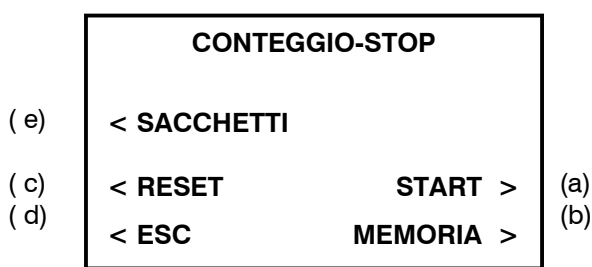 CONTEGGIO-STOP
( e) < SACCHETTI
( c) < RESET START > (a)
( d) < ESC MEMORIA > (b)